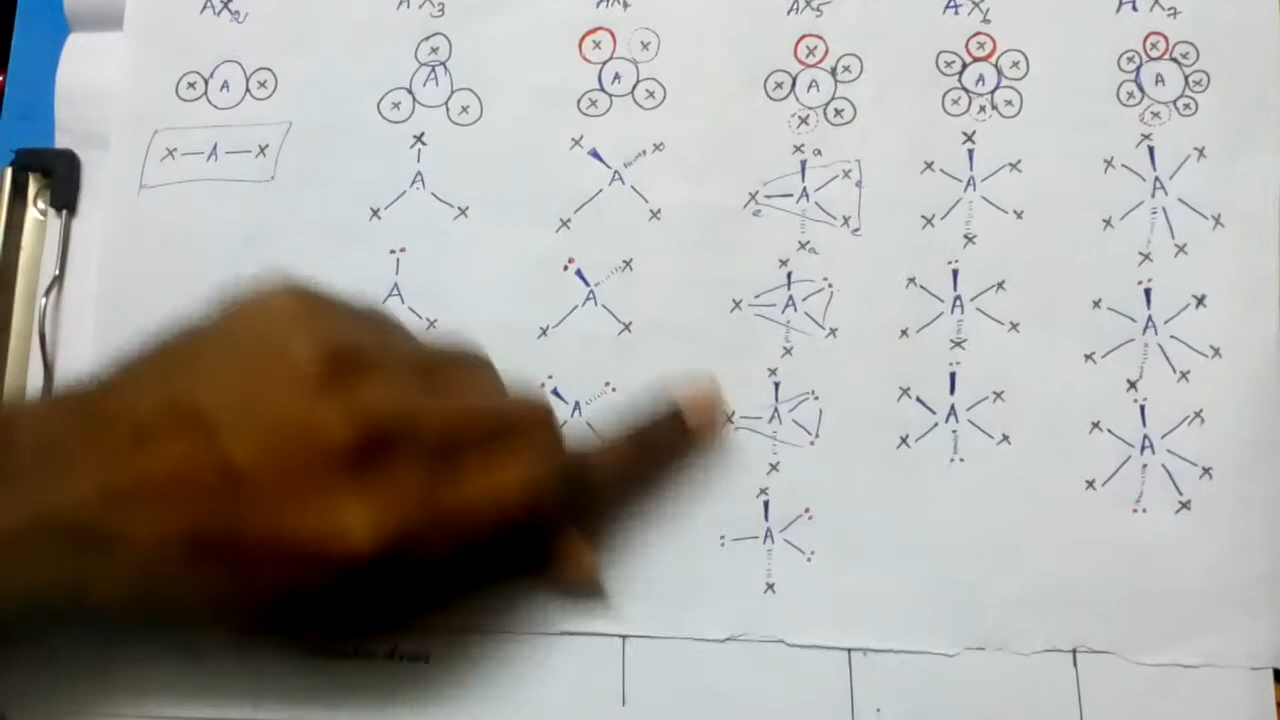 AX₂ AX₃ AX₄ AX₅ AX₆ AX₇
X A X
X A X X
X X A X X
X X A X X X
X X X A X X X
X X X A X X X X
X — A — X
X A X X
X X A X X
X a A X e X e X e X a
X X X A X X X
X X X A X X X X
A X
X A X X
X X A X X
X X A X X X
X X A X X X X
A
X X A X
X X A X X
X X A X X X
X A X